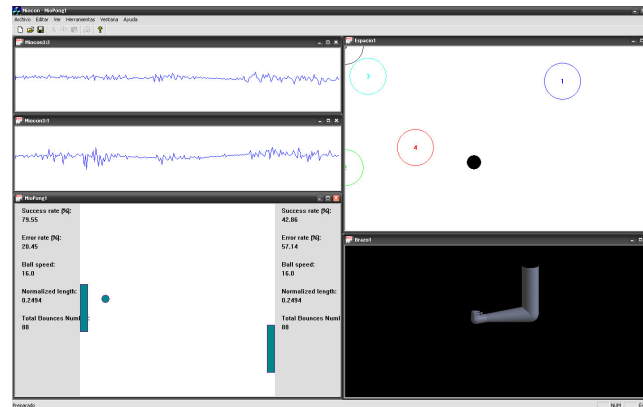 Miocon - MioPong1
Archivo Editar Ver Herramientas Ventana Ayuda
Miocon3:2
Espacio1
1
4
Miocon3:1
MioPong1
Success rate [%]:
79.55
Error rate [%]:
20.45
Ball speed:
16.0
Normalized length:
0.2494
Total Bounces Num
88
Success rate [%]:
42.86
Error rate [%]:
57.14
Ball speed:
16.0
Normalized length:
0.2494
Total Bounces Num
88
Brazo1
Preparado
NUM